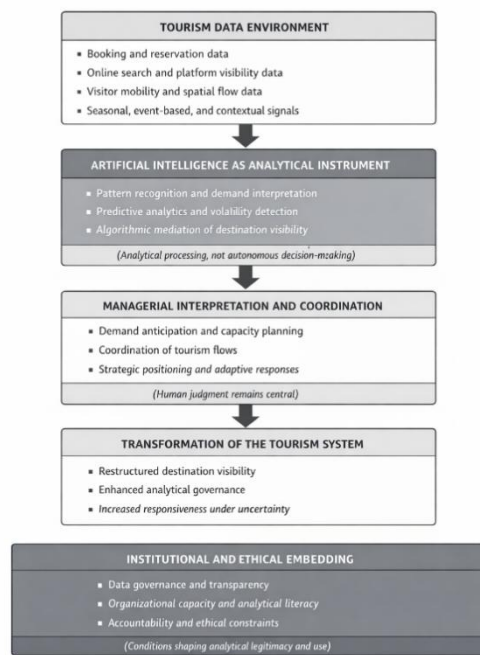 TOURISM DATA ENVIRONMENT
▪ Booking and reservation data
▪ Online search and platform visibility data
▪ Visitor mobility and spatial flow data
▪ Seasonal, event-based, and contextual signals
ARTIFICIAL INTELLIGENCE AS ANALYTICAL INSTRUMENT
▪ Pattern recognition and demand interpretation
▪ Predictive analytics and volalility detection
▪ Algorithmic mediation of destination visibility
(Analytical processing, not autonomous decision-making)
MANAGERIAL INTERPRETATION AND COORDINATION
▪ Demand anticipation and capacity planning
▪ Coordination of tourism flows
▪ Strategic positioning and adaptive responses
(Human judgment remains central)
TRANSFORMATION OF THE TOURISM SYSTEM
▪ Restructured destination visibility
▪ Enhanced analytical governance
▪ Increased responsiveness under uncertainty
INSTITUTIONAL AND ETHICAL EMBEDDING
▪ Data governance and transparency
▪ Organizational capacity and analytical literacy
▪ Accountability and ethical constraints
(Conditions shaping analytical legitimacy and use)